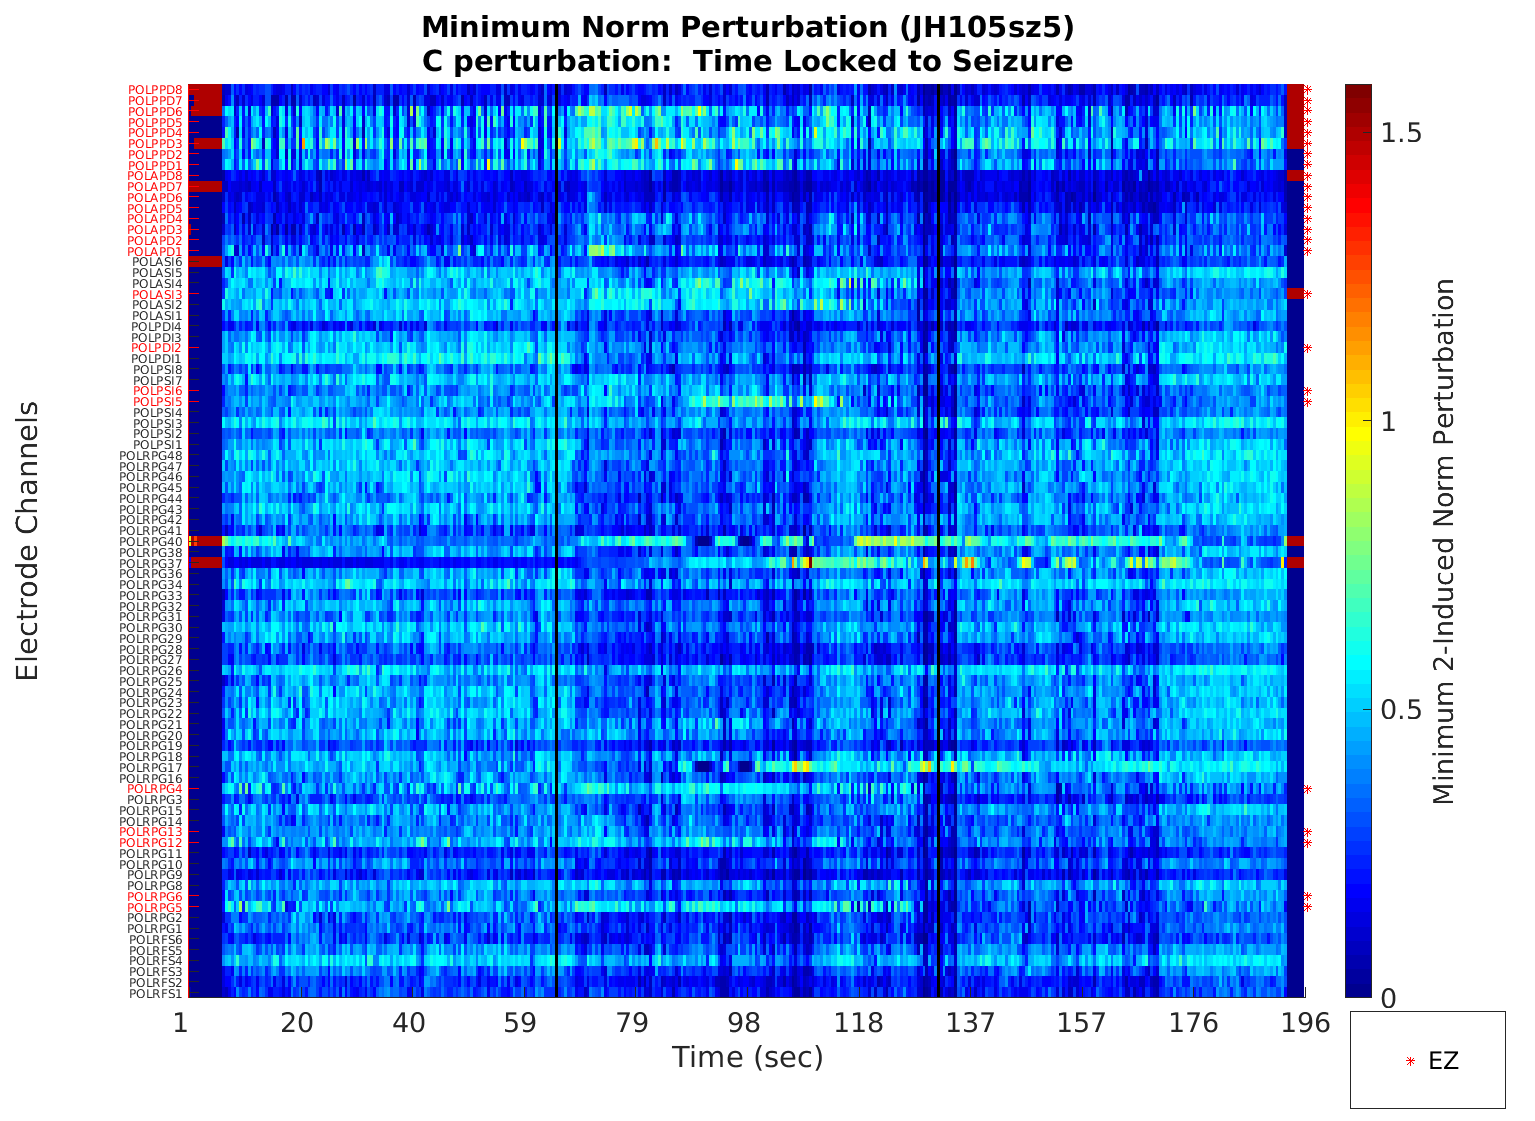 Minimum Norm Perturbation (JH105sz5)
C perturbation:  Time Locked to Seizure
Electrode Channels
POLPPD8
POLPPD7
POLPPD6
POLPPD5
POLPPD4
POLPPD3
POLPPD2
POLPPD1
POLAPD8
POLAPD7
POLAPD6
POLAPD5
POLAPD4
POLAPD3
POLAPD2
POLAPD1
POLASI6
POLASI5
POLASI4
POLASI3
POLASI2
POLASI1
POLPDI4
POLPDI3
POLPDI2
POLPDI1
POLPSI8
POLPSI7
POLPSI6
POLPSI5
POLPSI4
POLPSI3
POLPSI2
POLPSI1
POLRPG48
POLRPG47
POLRPG46
POLRPG45
POLRPG44
POLRPG43
POLRPG42
POLRPG41
POLRPG40
POLRPG38
POLRPG37
POLRPG36
POLRPG34
POLRPG33
POLRPG32
POLRPG31
POLRPG30
POLRPG29
POLRPG28
POLRPG27
POLRPG26
POLRPG25
POLRPG24
POLRPG23
POLRPG22
POLRPG21
POLRPG20
POLRPG19
POLRPG18
POLRPG17
POLRPG16
POLRPG4
POLRPG3
POLRPG15
POLRPG14
POLRPG13
POLRPG12
POLRPG11
POLRPG10
POLRPG9
POLRPG8
POLRPG6
POLRPG5
POLRPG2
POLRPG1
POLRFS6
POLRFS5
POLRFS4
POLRFS3
POLRFS2
POLRFS1
1 20 40 59 79 98 118 137 157 176 196
Time (sec)
1.5
1
0.5
0
Minimum 2-Induced Norm Perturbation
EZ